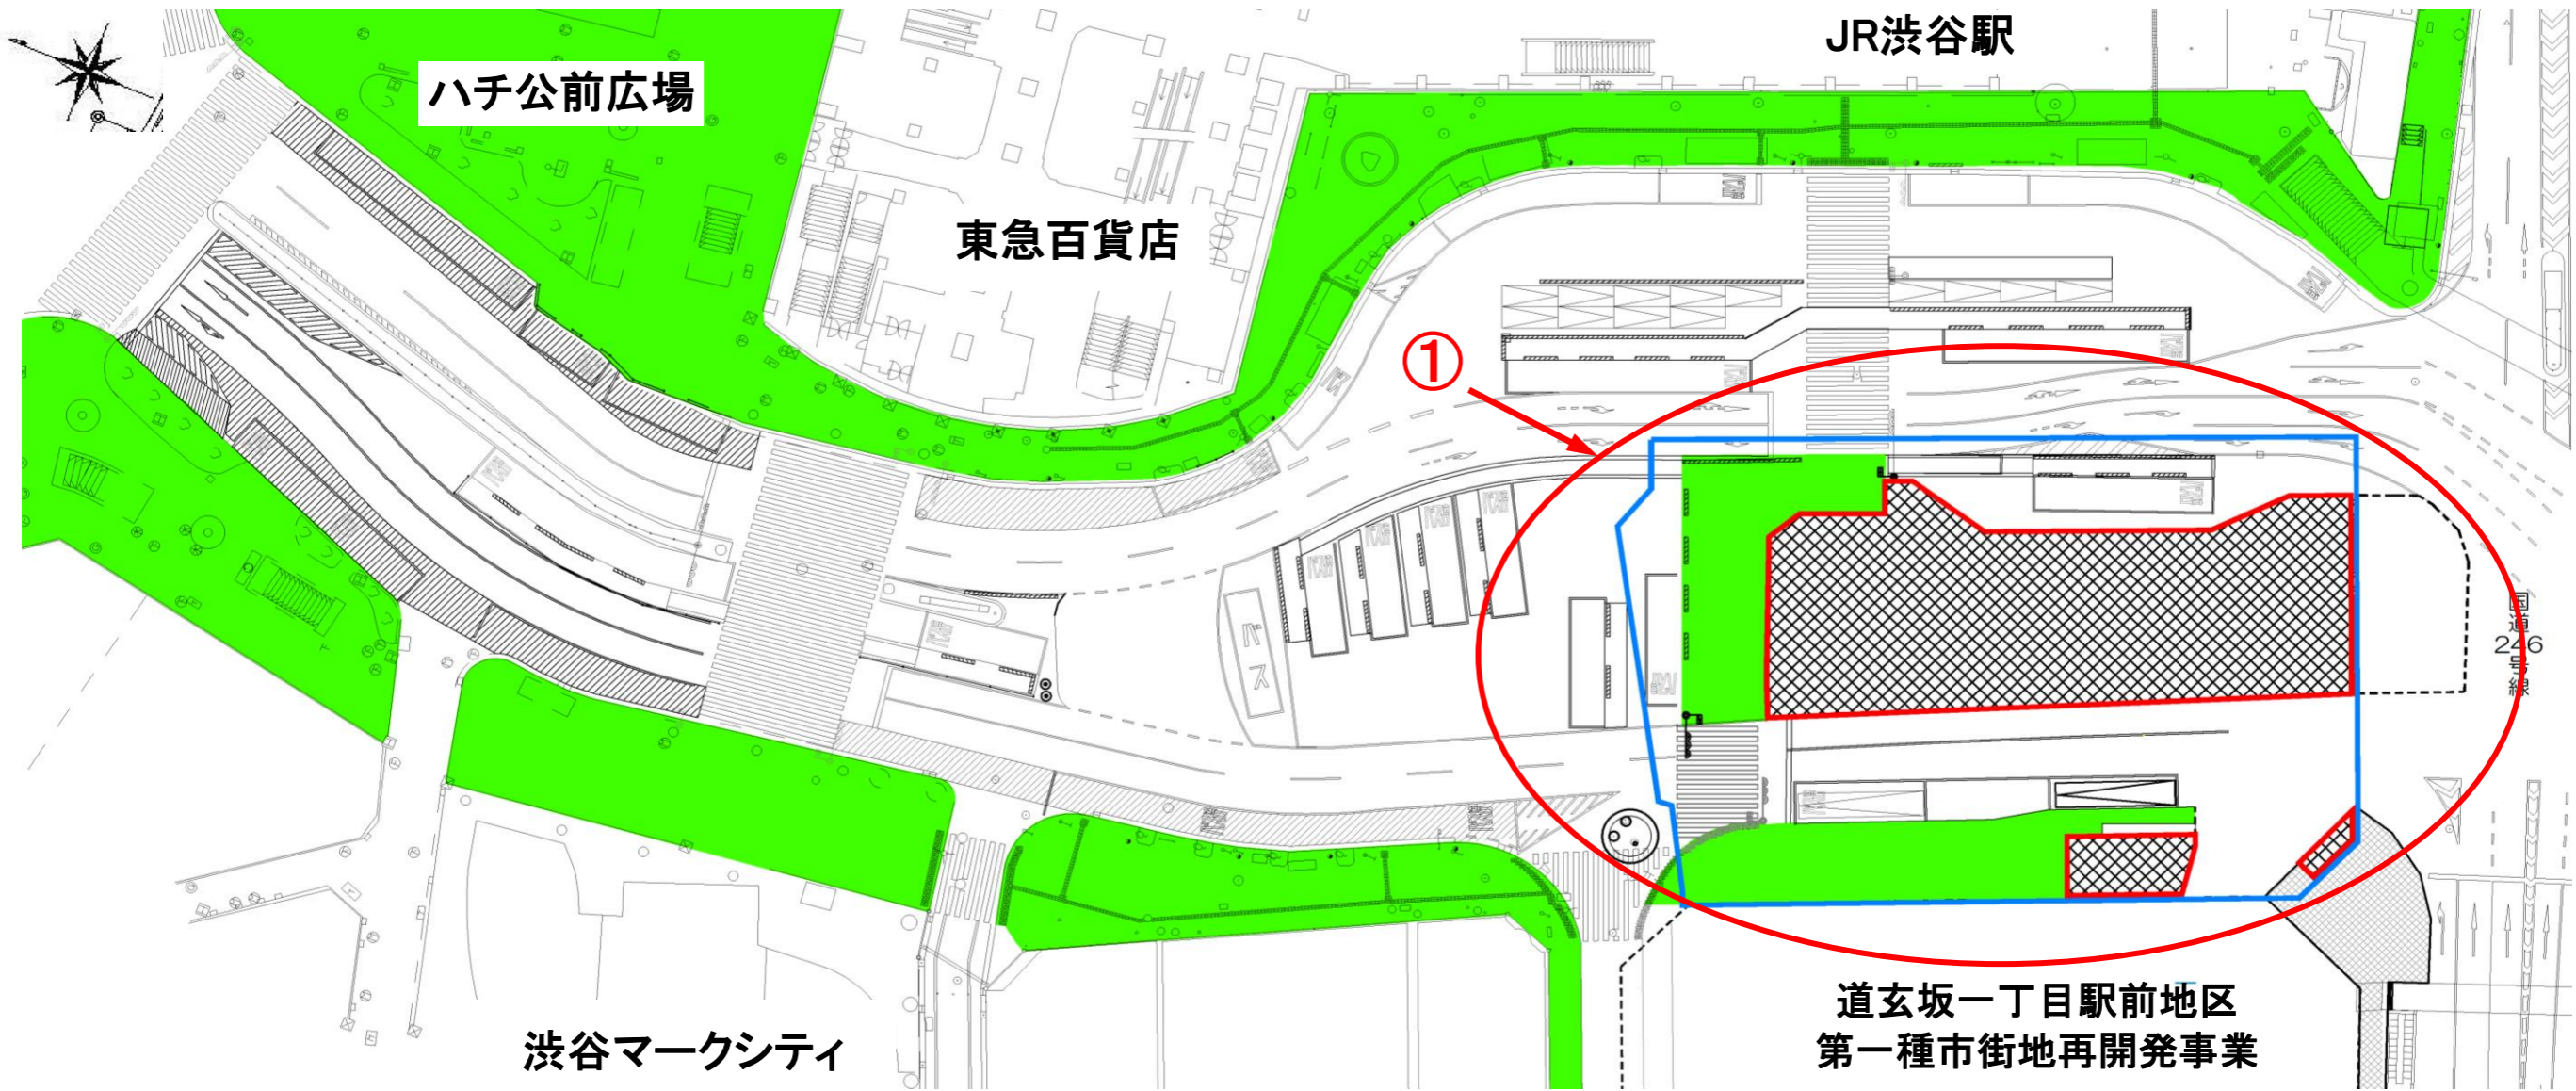 JR渋谷駅
ハチ公前広場
東急百貨店
①
バス
国道246号線
道玄坂一丁目駅前地区
第一種市街地再開発事業
渋谷マークシティ